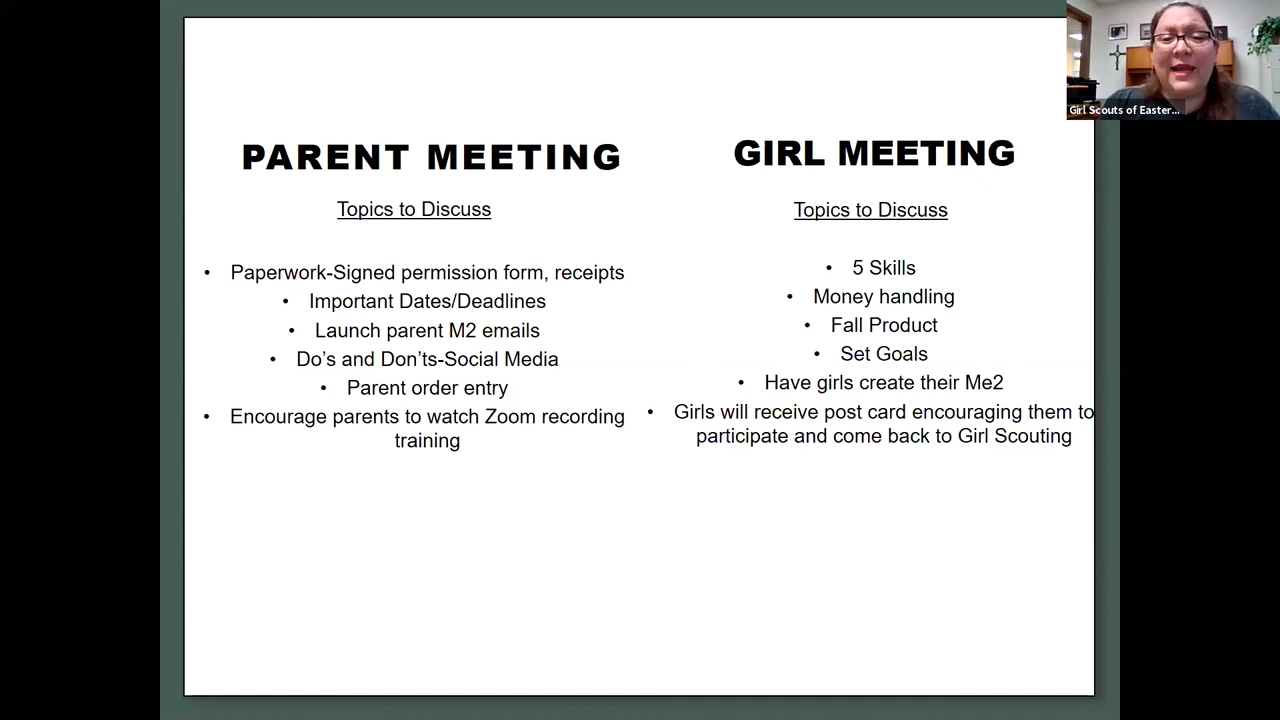 PARENT MEETING
Topics to Discuss
• Paperwork-Signed permission form, receipts
• Important Dates/Deadlines
• Launch parent M2 emails
• Do’s and Don’ts-Social Media
• Parent order entry
• Encourage parents to watch Zoom recording
training
GIRL MEETING
Topics to Discuss
• 5 Skills
• Money handling
• Fall Product
• Set Goals
• Have girls create their Me2
• Girls will receive post card encouraging them to
participate and come back to Girl Scouting
Girl Scouts of Easter...